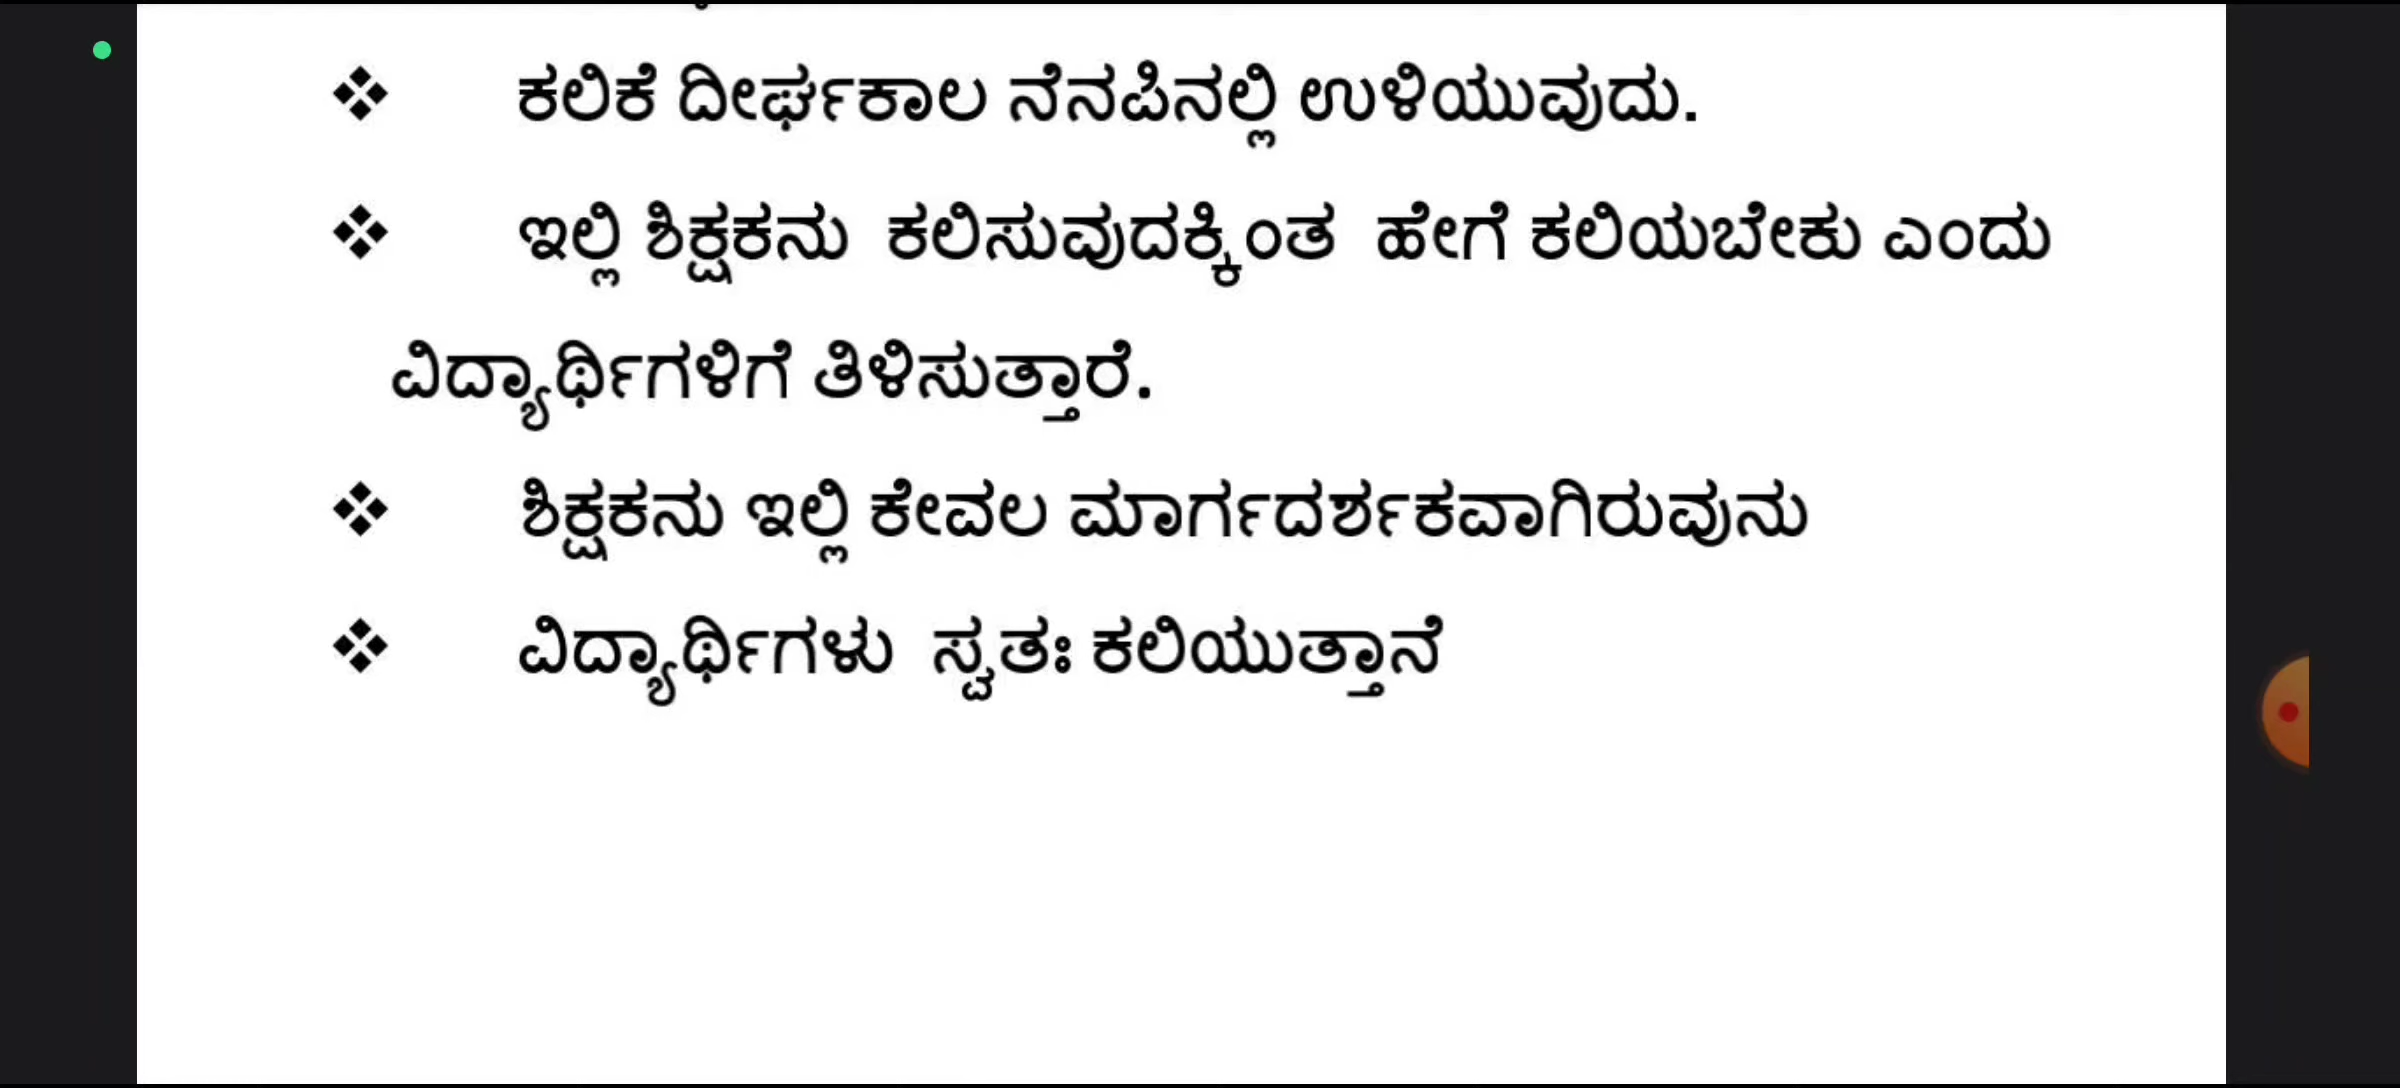 ❖ ಕಲಿಕೆ ದೀರ್ಘಕಾಲ ನೆನಪಿನಲ್ಲಿ ಉಳಿಯುವುದು.
❖ ಇಲ್ಲಿ ಶಿಕ್ಷಕನು ಕಲಿಸುವುದಕ್ಕಿಂತ ಹೇಗೆ ಕಲಿಯಬೇಕು ಎಂದು
ವಿದ್ಯಾರ್ಥಿಗಳಿಗೆ ತಿಳಿಸುತ್ತಾರೆ.
❖ ಶಿಕ್ಷಕನು ಇಲ್ಲಿ ಕೇವಲ ಮಾರ್ಗದರ್ಶಕವಾಗಿರುವುನು
❖ ವಿದ್ಯಾರ್ಥಿಗಳು ಸ್ವತಃ ಕಲಿಯುತ್ತಾನೆ